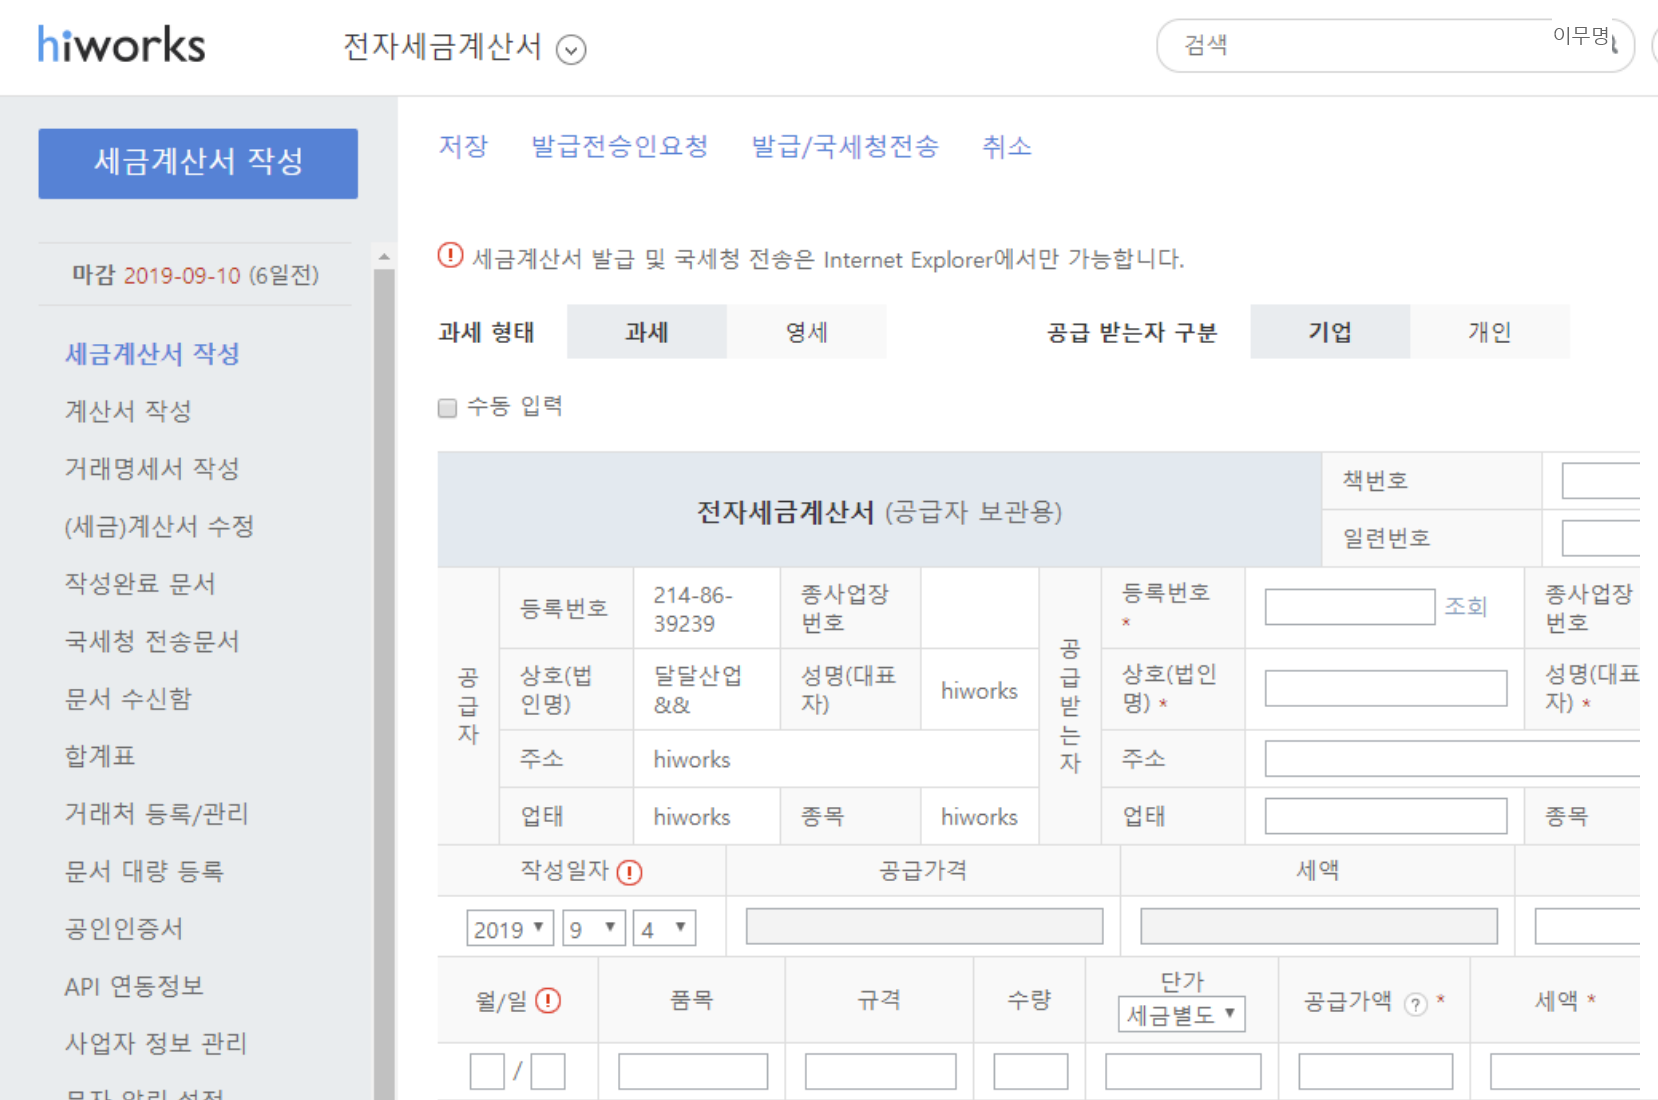 hiworks
전자세금계산서
검색
이무명
세금계산서 작성
마감 2019-09-10 (6일전)
세금계산서 작성
계산서 작성
거래명세서 작성
(세금)계산서 수정
작성완료 문서
국세청 전송문서
문서 수신함
합계표
거래처 등록/관리
문서 대량 등록
공인인증서
API 연동정보
사업자 정보 관리
저장 발급전승인요청 발급/국세청전송 취소
세금계산서 발급 및 국세청 전송은 Internet Explorer에서만 가능합니다.
과세 형태 과세 영세 공급 받는자 구분 기업 개인
수동 입력
전자세금계산서 (공급자 보관용)
책번호
일련번호
공급자
등록번호
214-86-
39239
종사업장
번호
상호(법
인명)
달달산업
&&
성명(대표
자)
hiworks
주소
hiworks
업태
hiworks
종목
hiworks
공급받는자
등록번호
*
조회
종사업장
번호
상호(법인
명) *
성명(대표
자) *
주소
업태
종목
작성일자 ! 공급가격 세액
2019 9 4
월/일 ! 품목 규격 수량
단가
세금별도
공급가액 ? *
세액 *
/